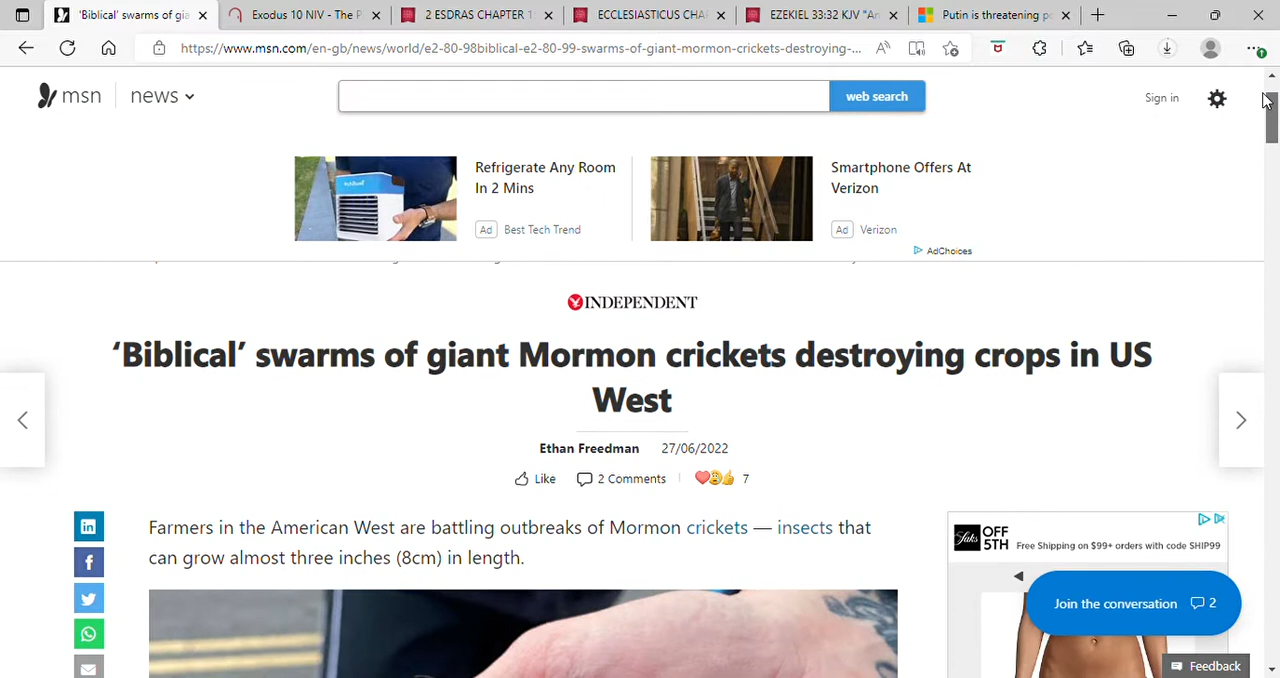 'Biblical' swarms of gia
Exodus 10 NIV - The P
2 ESDRAS CHAPTER 1
ECCLESIASTICUS CHA
EZEKIEL 33:32 KJV "An
Putin is threatening po
https://www.msn.com/en-gb/news/world/e2-80-98biblical-e2-80-99-swarms-of-giant-mormon-crickets-destroying-...
msn
news
web search
Sign in
Refrigerate Any Room
In 2 Mins
Ad Best Tech Trend
Smartphone Offers At
Verizon
Ad Verizon
AdChoices
INDEPENDENT
‘Biblical’ swarms of giant Mormon crickets destroying crops in US
West
Ethan Freedman 27/06/2022
Like 2 Comments 7
Farmers in the American West are battling outbreaks of Mormon crickets — insects that
can grow almost three inches (8cm) in length.
OFF
5TH
Free Shipping on $99+ orders with code SHIP99
Join the conversation 2
Feedback